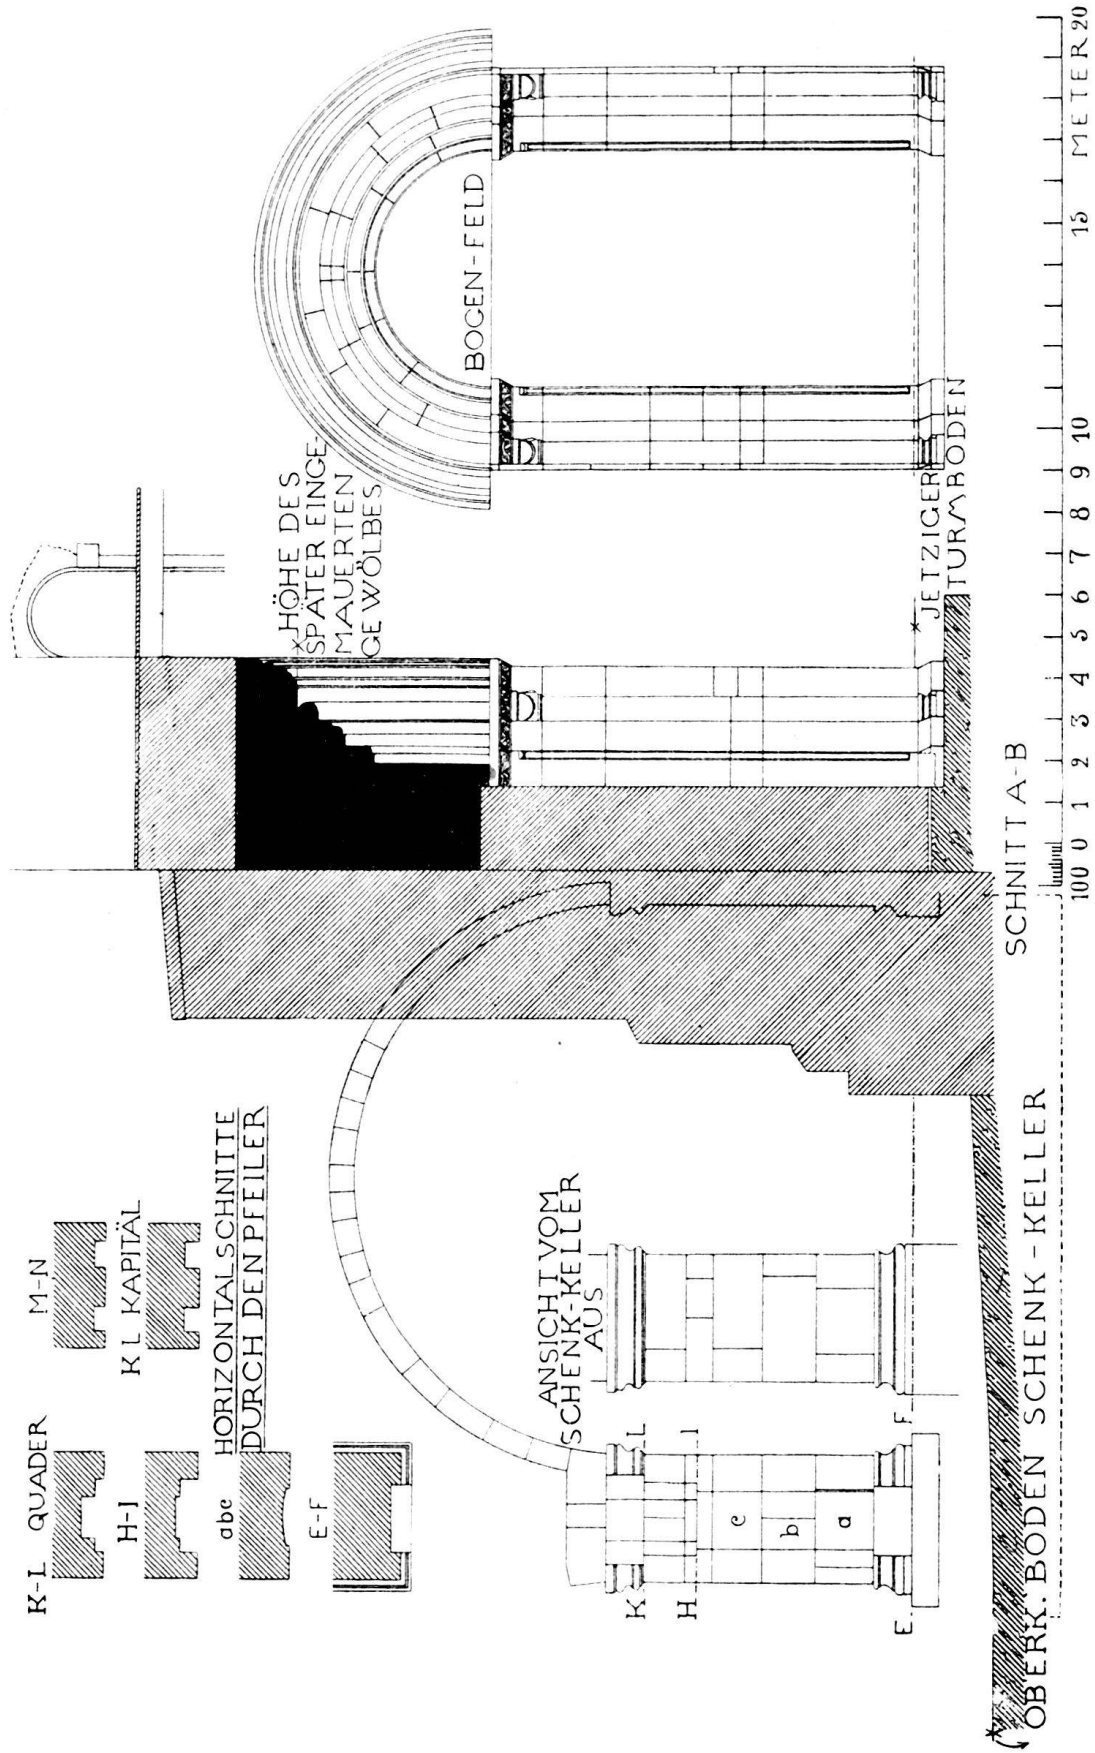 K-L QUADER
M-N
H-J
K L KAPITÄL
abc
HORIZONTALSCHNITTE
DURCH DEN PFEILER
E-F
ANSICHT VOM
SCHENK-KELLER
AUS
K
L
H
I
c
b
a
E
F
HÖHE DES
SPÄTER EINGE-
MAUERTEN
GEWÖLBES
BOGEN-FELD
JETZIGER
TURMBODEN
SCHNITT A-B
OBERK. BODEN SCHENK-KELLER
100 0 1 2 3 4 5 6 7 8 9 10 15 METER 20